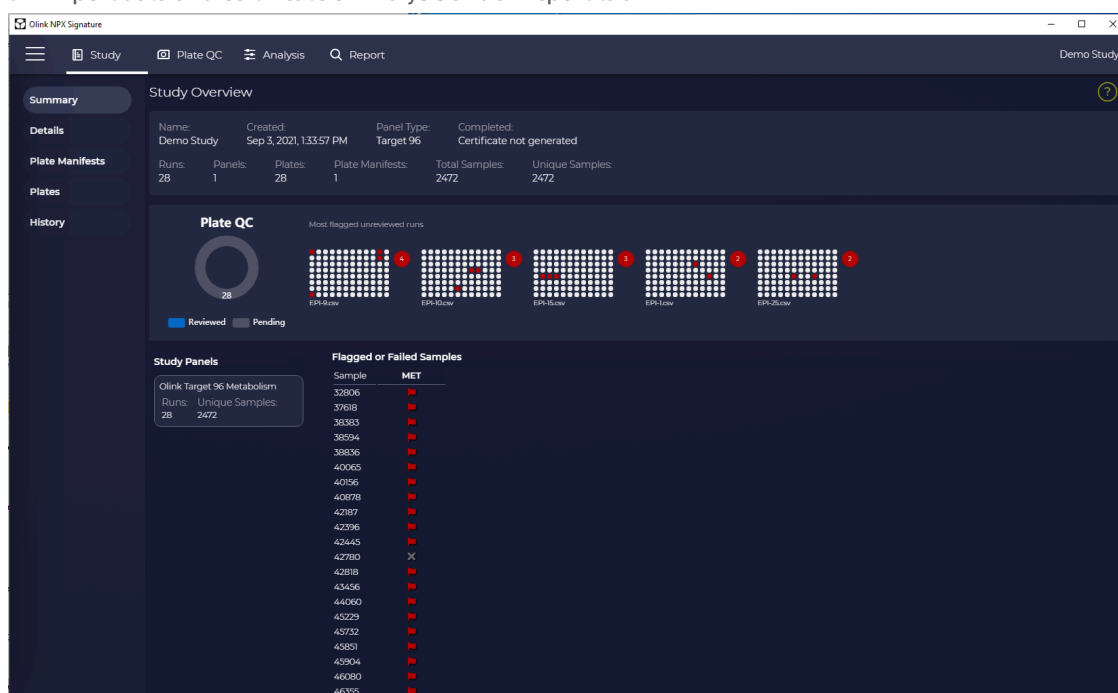 Olink NPX Signature
Study Plate QC Analysis Report Demo Study
Summary
Details
Plate Manifests
Plates
History
Study Overview ?
Name: Created: Panel Type: Completed:
Demo Study Sep 3, 2021, 1:33:57 PM Target 96 Certificate not generated
Runs: Panels: Plates: Plate Manifests: Total Samples: Unique Samples:
28 1 28 1 2472 2472
Plate QC
28
Reviewed Pending
Most flagged unreviewed runs
4 3 3 2 2
EPI-9.csv EPI-10.csv EPI-15.csv EPI-1.csv EPI-25.csv
Study Panels
Olink Target 96 Metabolism
Runs: Unique Samples:
28 2472
Flagged or Failed Samples
Sample MET
32806
37618
38383
38594
38836
40065
40156
40878
42187
42396
42445
42780
42818
43456
44060
45229
45732
45851
45904
46080
46355